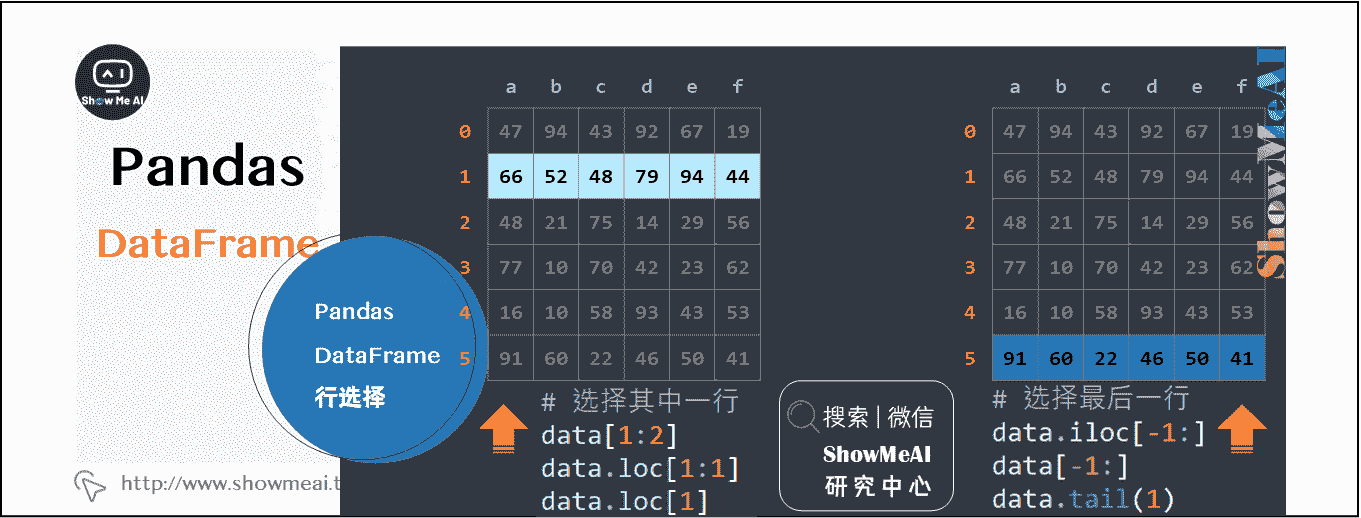 Show Me AI
Pandas
DataFrame
Pandas
DataFrame
行选择
http://www.showmeai.t
a b c d e f
0 47 94 43 92 67 19
1 66 52 48 79 94 44
2 48 21 75 14 29 56
3 77 10 70 42 23 62
4 16 10 58 93 43 53
5 91 60 22 46 50 41
# 选择其中一行
data[1:2]
data.loc[1:1]
data.loc[1]
搜索 | 微信
ShowMeAI
研究中心
a b c d e f
0 47 94 43 92 67 19
1 66 52 48 79 94 44
2 48 21 75 14 29 56
3 77 10 70 42 23 62
4 16 10 58 93 43 53
5 91 60 22 46 50 41
# 选择最后一行
data.iloc[-1:]
data[-1:]
data.tail(1)
ShowMeAI